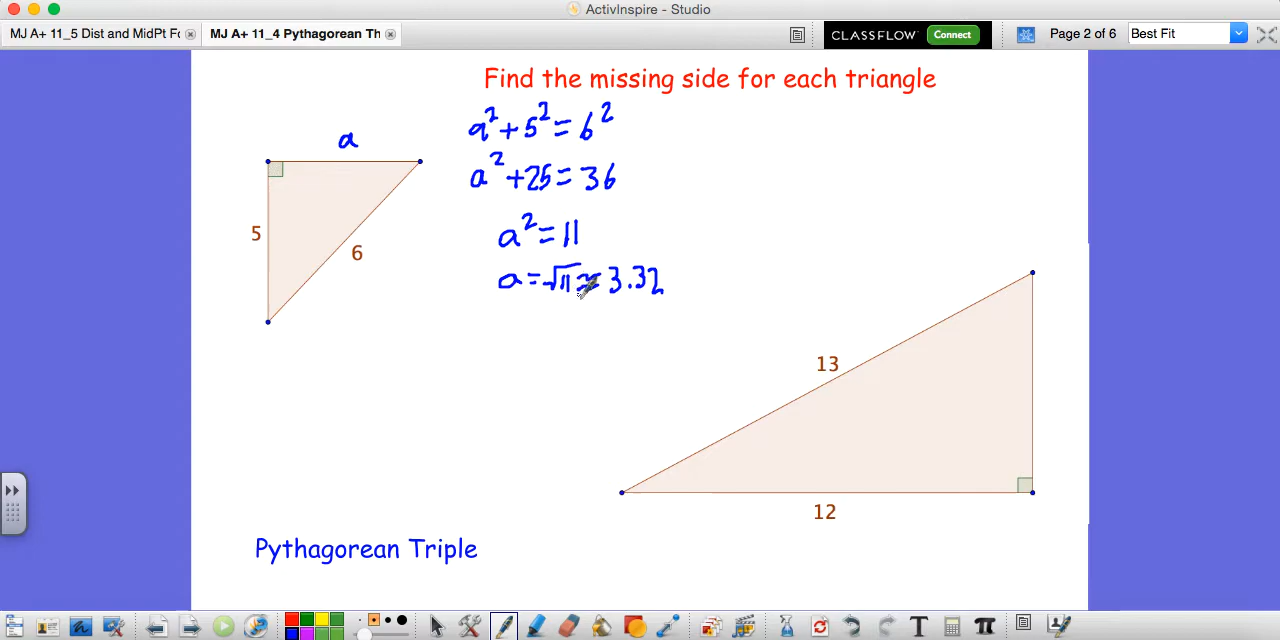 ActivInspire - Studio
MJ A+ 11_5 Dist and MidPt Fo
MJ A+ 11_4 Pythagorean Th
CLASSFLOW Connect
Page 2 of 6
Best Fit
Find the missing side for each triangle
a² + 5² = 6²
a
a² + 25 = 36
5
6
a² = 11
a = √11 ≈ 3.32
13
12
Pythagorean Triple